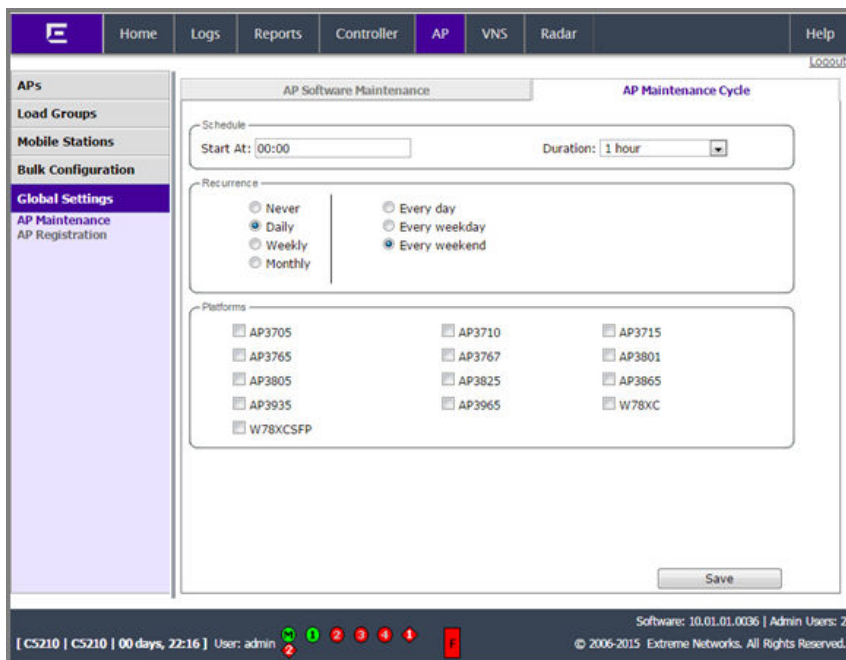 Home Logs Reports Controller AP VNS Radar Help
Logout
APs
Load Groups
Mobile Stations
Bulk Configuration
Global Settings
AP Maintenance
AP Registration
AP Software Maintenance AP Maintenance Cycle
Schedule
Start At: 00:00 Duration: 1 hour
Recurrence
Never Every day
Daily Every weekday
Weekly Every weekend
Monthly
Platforms
AP3705 AP3710 AP3715
AP3765 AP3767 AP3801
AP3805 AP3825 AP3865
AP3935 AP3965 W78XC
W78XCSFP
Save
Software: 10.01.01.0036 | Admin Users: 2
[ C5210 | C5210 | 00 days, 22:16 ] User: admin M 1 2 3 4 1 2 F © 2006-2015 Extreme Networks. All Rights Reserved.